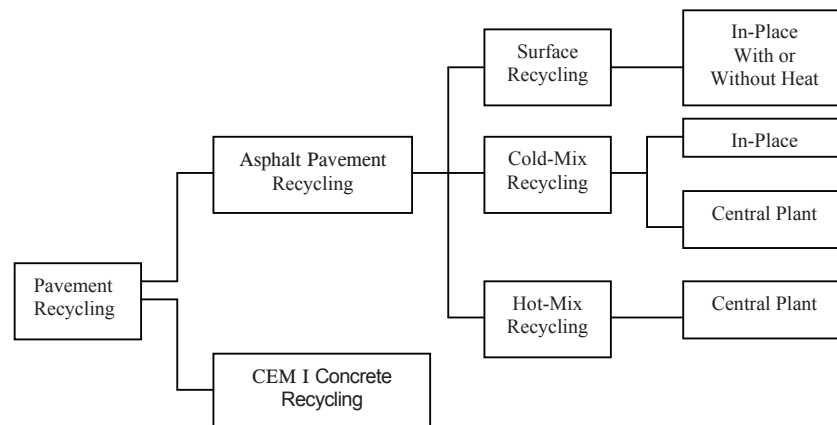 Pavement
Recycling
Asphalt Pavement
Recycling
CEM I Concrete
Recycling
Surface
Recycling
Cold-Mix
Recycling
Hot-Mix
Recycling
In-Place
With or
Without Heat
In-Place
Central Plant
Central Plant